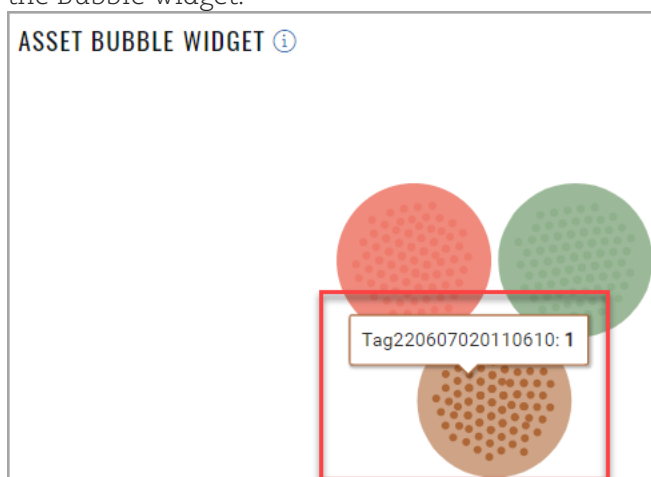 the Bubble widget.
ASSET BUBBLE WIDGET ⓘ
Tag220607020110610: 1